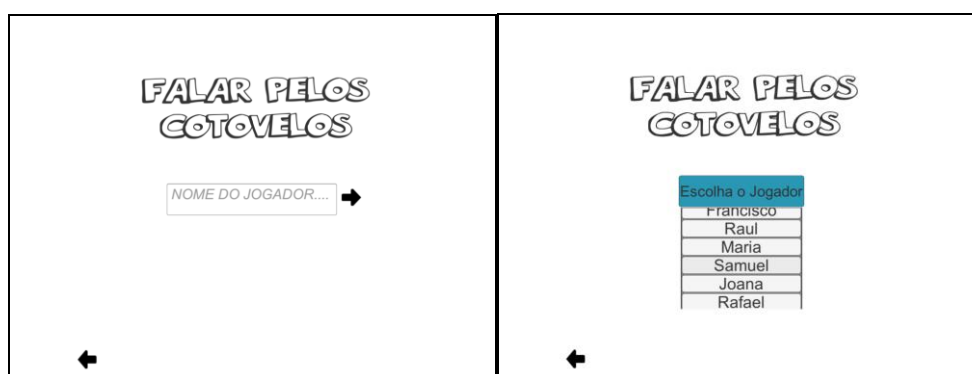 FALAR PELOS
COTOVELOS
NOME DO JOGADOR....
FALAR PELOS
COTOVELOS
Escolha o Jogador
Francisco
Raul
Maria
Samuel
Joana
Rafael